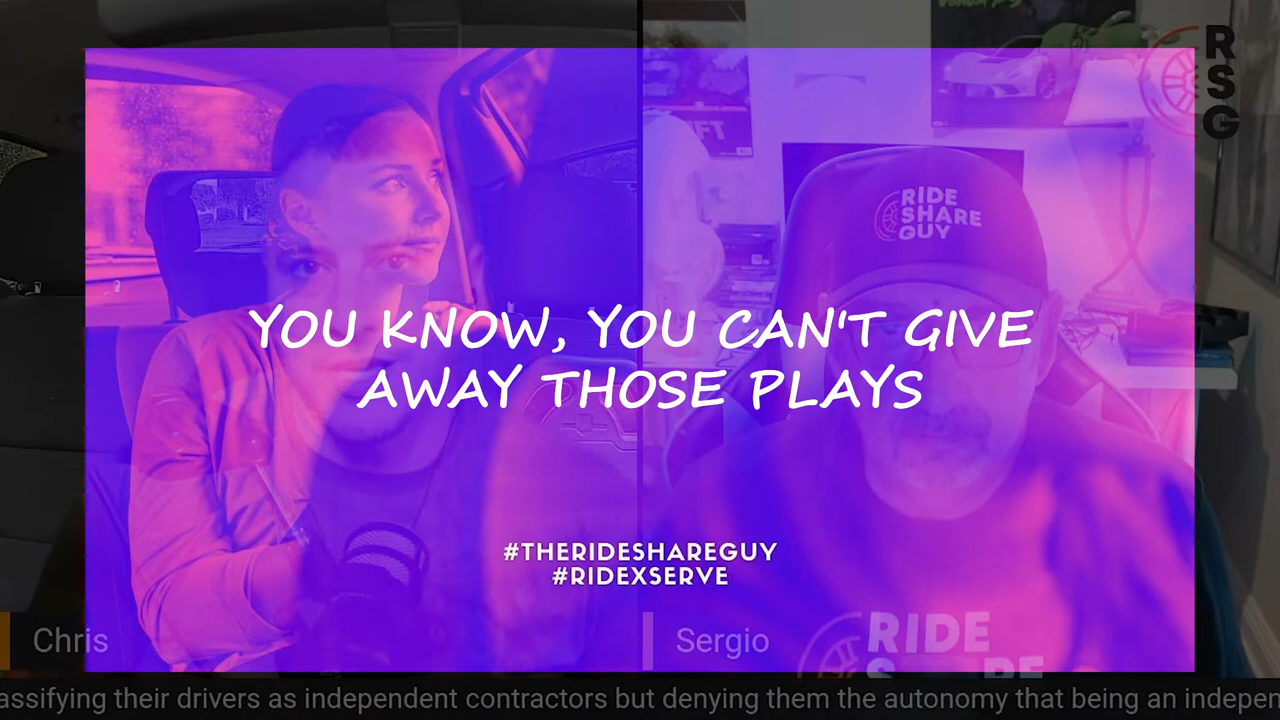 R
S
G
FT
RIDE
SHARE
GUY
YOU KNOW, YOU CAN'T GIVE
AWAY THOSE PLAYS
#THERIDESHAREGUY
#RIDEXSERVE
Chris
Sergio
RIDE
assifying their drivers as independent contractors but denying them the autonomy that being an indepen